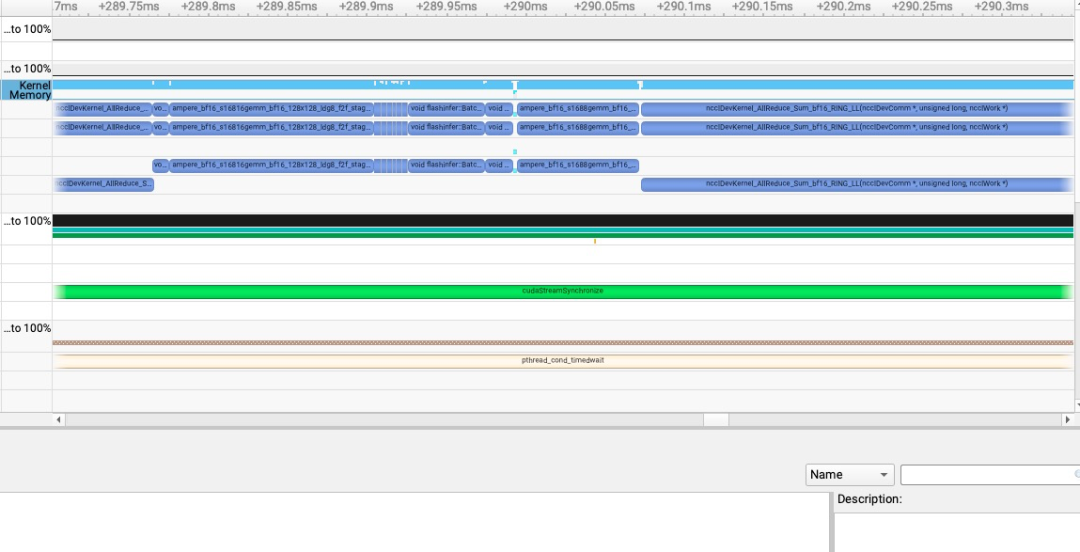 7ms +289.75ms +289.8ms +289.85ms +289.9ms +289.95ms +290ms +290.05ms +290.1ms +290.15ms +290.2ms +290.25ms +290.3ms
...to 100%
...to 100%
Kernel
Memory
ncclDevKernel_AllReduce_... vo... ampere_bf16_s16816gemm_bf16_128x128_ldg8_f2f_stag... void flashinfer::Batc... void ... ampere_bf16_s1688gemm_bf16_... ncclDevKernel_AllReduce_Sum_bf16_RING_LL(ncclDevComm *, unsigned long, ncclWork *)
ncclDevKernel_AllReduce_... vo... ampere_bf16_s16816gemm_bf16_128x128_ldg8_f2f_stag... void flashinfer::Batc... void ... ampere_bf16_s1688gemm_bf16_... ncclDevKernel_AllReduce_Sum_bf16_RING_LL(ncclDevComm *, unsigned long, ncclWork *)
vo... ampere_bf16_s16816gemm_bf16_128x128_ldg8_f2f_stag... void flashinfer::Batc... void ... ampere_bf16_s1688gemm_bf16_...
ncclDevKernel_AllReduce_S... ncclDevKernel_AllReduce_Sum_bf16_RING_LL(ncclDevComm *, unsigned long, ncclWork *)
...to 100%
cudaStreamSynchronize
...to 100%
pthread_cond_timedwait
Name
Description: